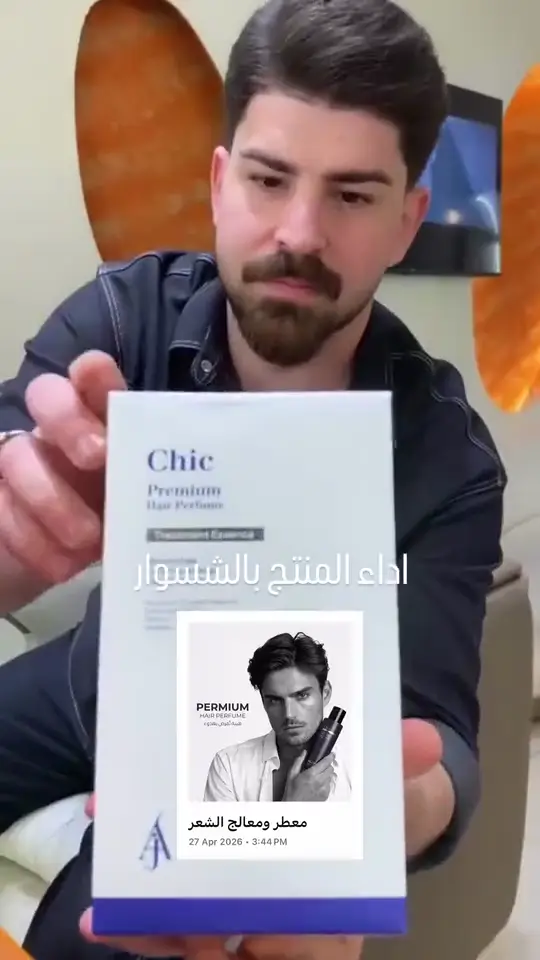 Chic
Premium
Hair Perfume
Treatment Essence
اداء المنتج بالشسوار
PERMIUM
HAIR PERFUME
معطر ومعالج الشعر
27 Apr 2026 • 3:44 PM